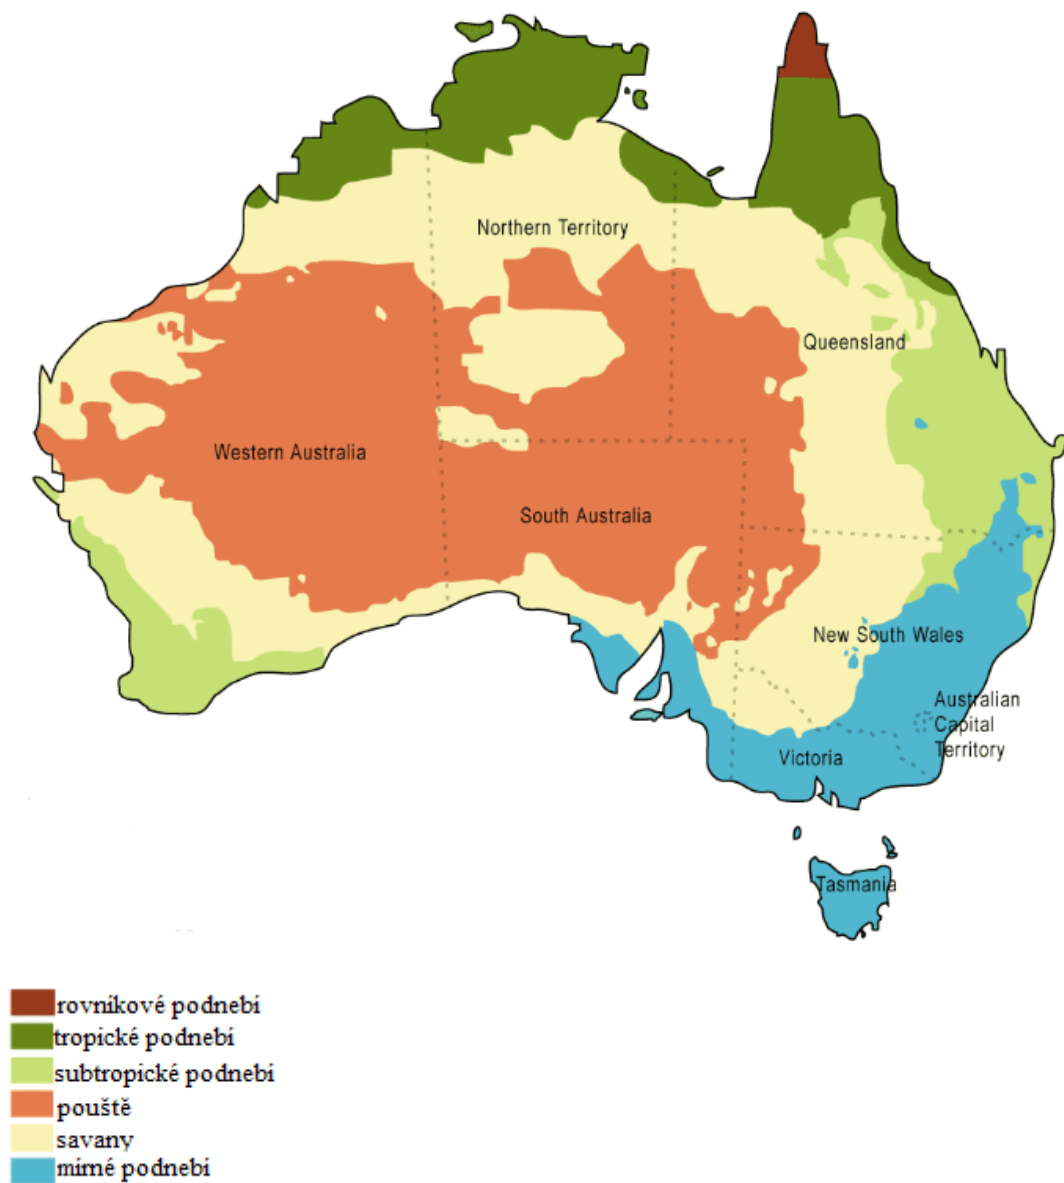 Northern Territory
Queensland
Western Australia
South Australia
New South Wales
Australian
Capital
Territory
Victoria
Tasmania
rovníkové podnebí
tropické podnebí
subtropické podnebí
pouště
savany
mírné podnebí